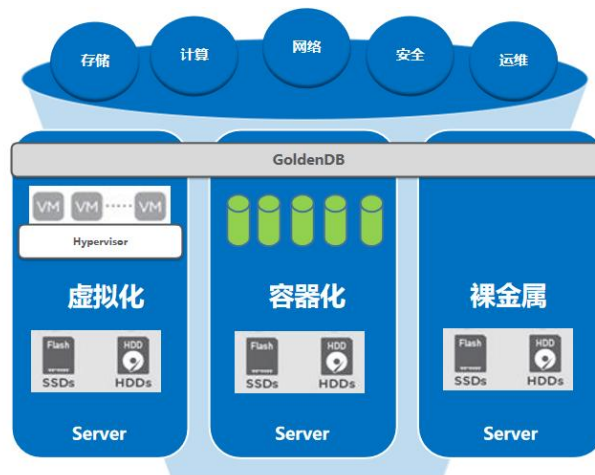 存储
计算
网络
安全
运维
GoldenDB
VM VM ····· VM
Hypervisor
虚拟化
容器化
裸金属
Flash
HDD
Flash
HDD
Flash
HDD
SSDs
HDDs
SSDs
HDDs
SSDs
HDDs
Server
Server
Server